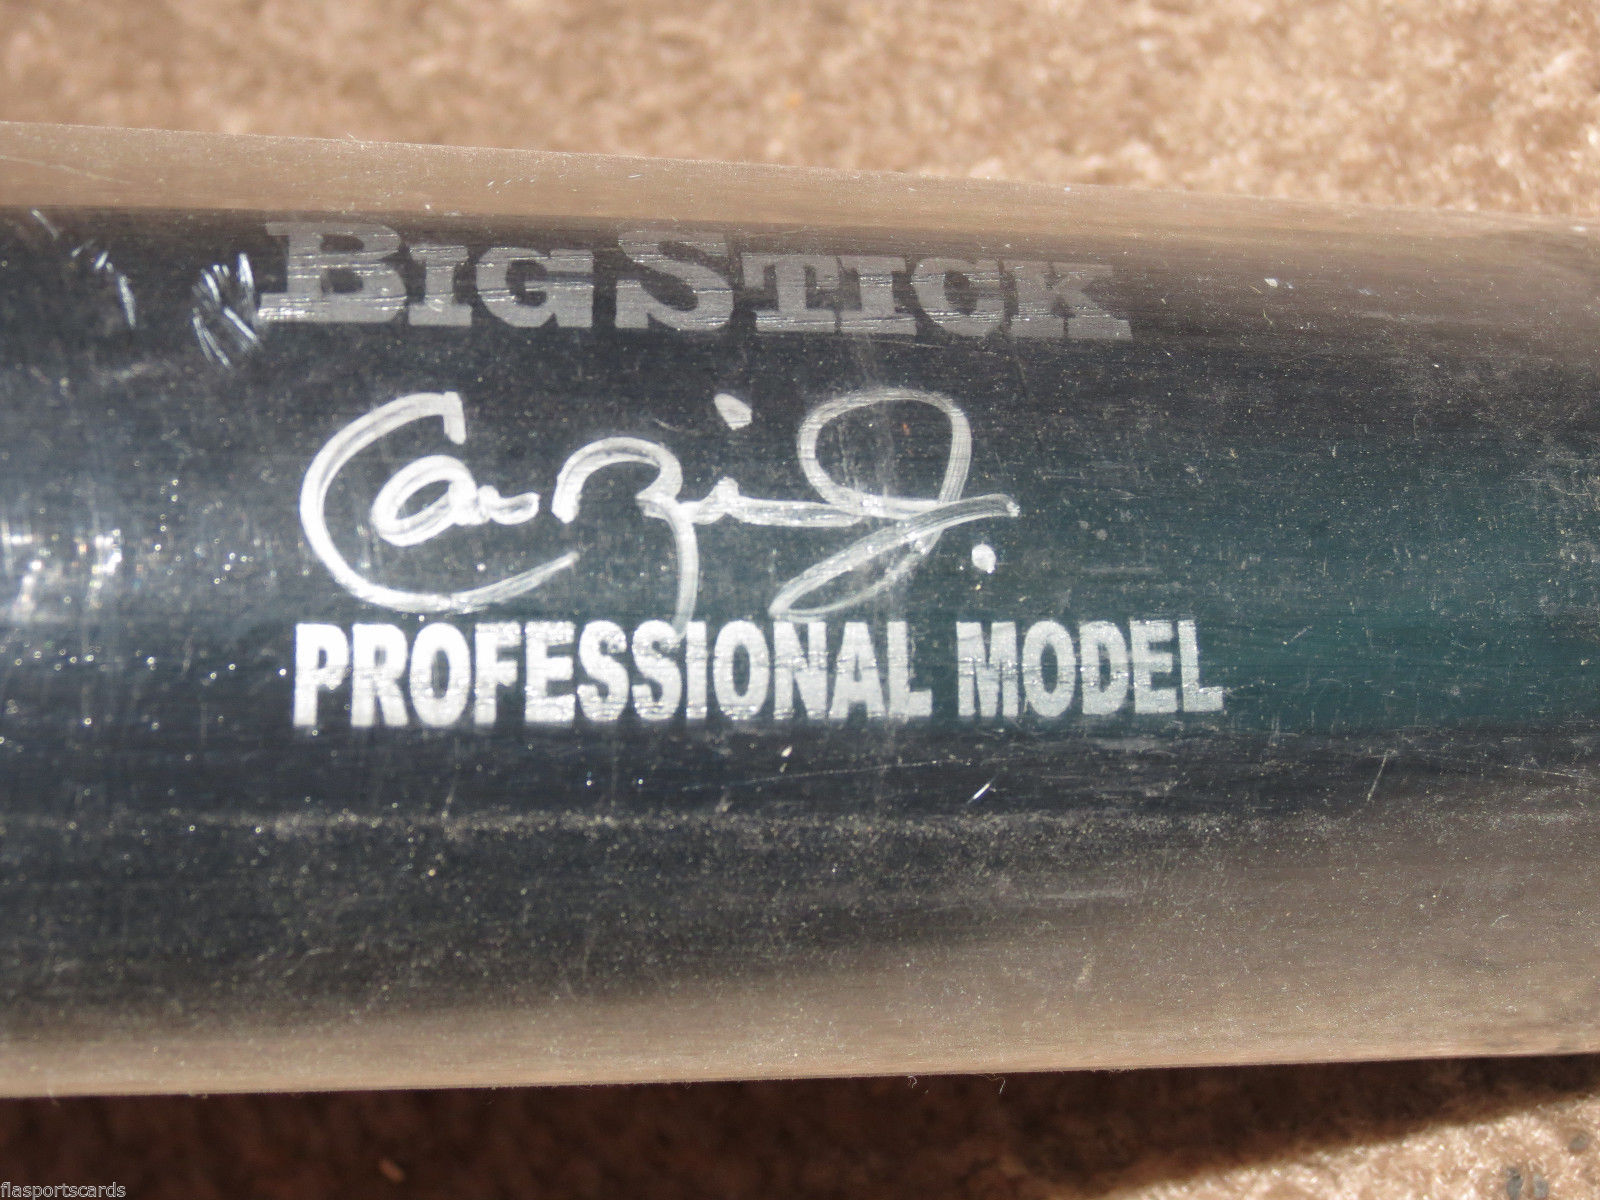 BIGSTICK
PROFESSIONAL MODEL
flasportscards